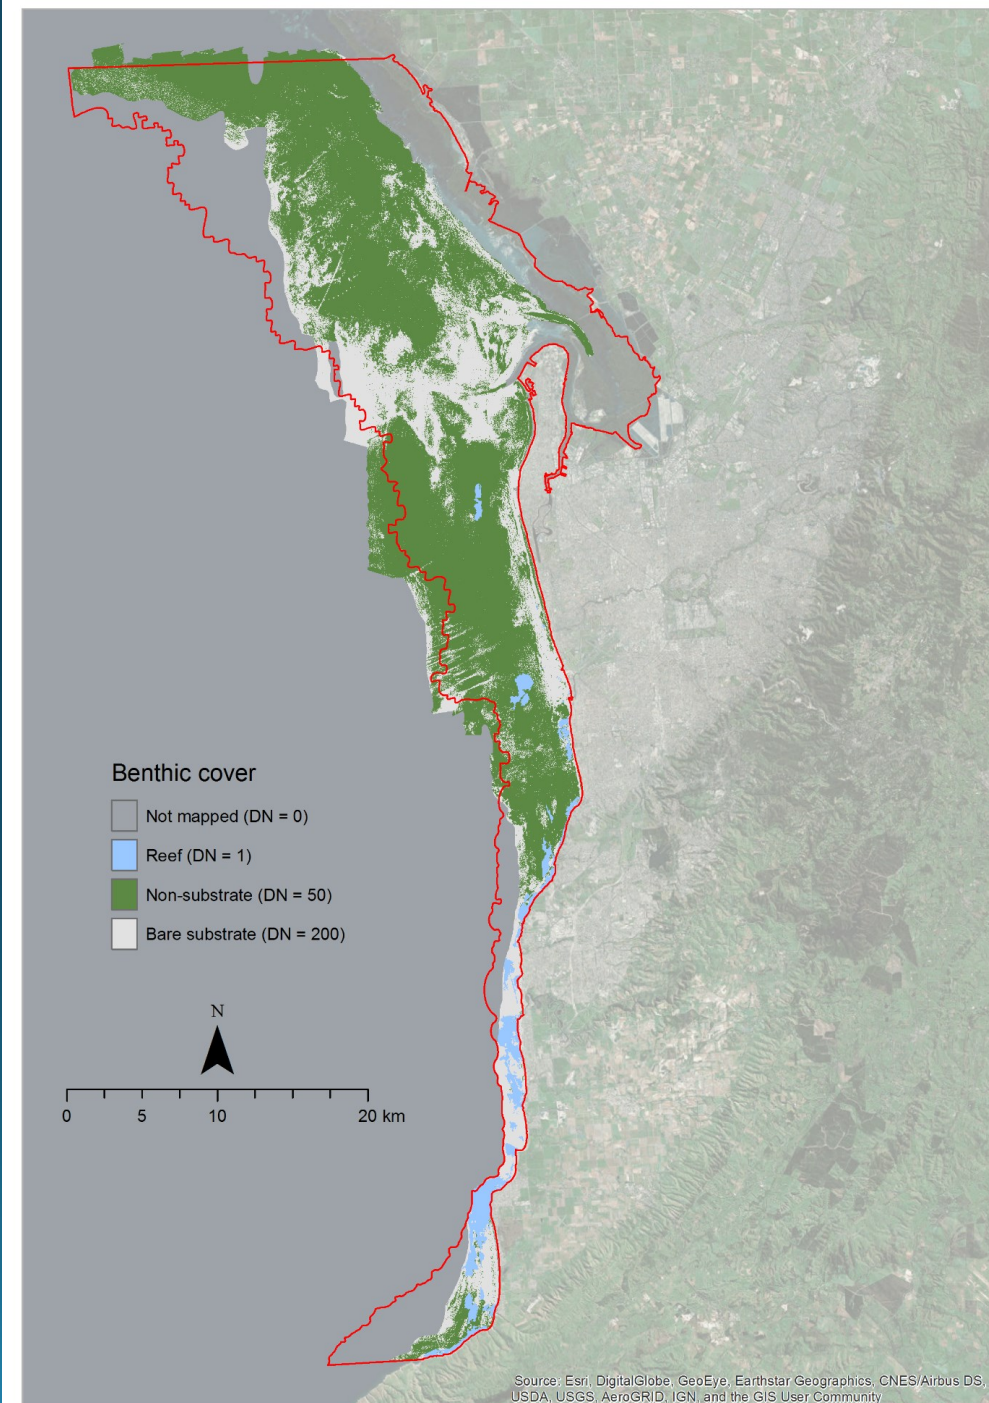 Benthic cover
Not mapped (DN = 0)
Reef (DN = 1)
Non-substrate (DN = 50)
Bare substrate (DN = 200)
N
0 5 10 20 km
Source: Esri, DigitalGlobe, GeoEye, Earthstar Geographics, CNES/Airbus DS,
USDA, USGS, AeroGRID, IGN, and the GIS User Community